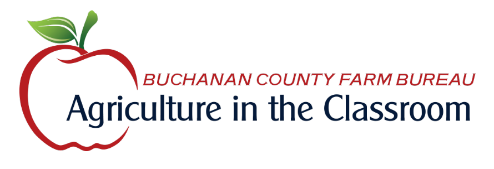 BUCHANAN COUNTY FARM BUREAU
Agriculture in the Classroom